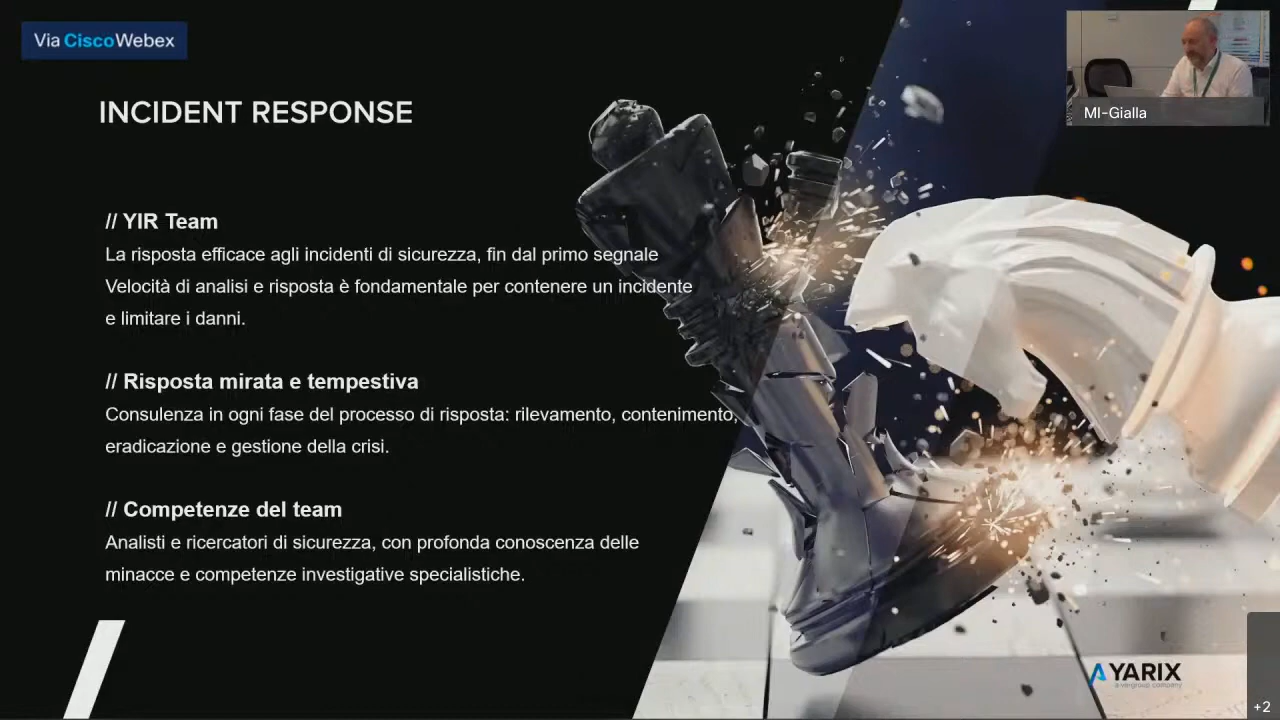 Via CiscoWebex
MI-Gialla
INCIDENT RESPONSE
// YIR Team
La risposta efficace agli incidenti di sicurezza, fin dal primo segnale
Velocità di analisi e risposta è fondamentale per contenere un incidente
e limitare i danni.
// Risposta mirata e tempestiva
Consulenza in ogni fase del processo di risposta: rilevamento, contenimento,
eradicazione e gestione della crisi.
// Competenze del team
Analisti e ricercatori di sicurezza, con profonda conoscenza delle
minacce e competenze investigative specialistiche.
YARIX
a vargroup company
+2